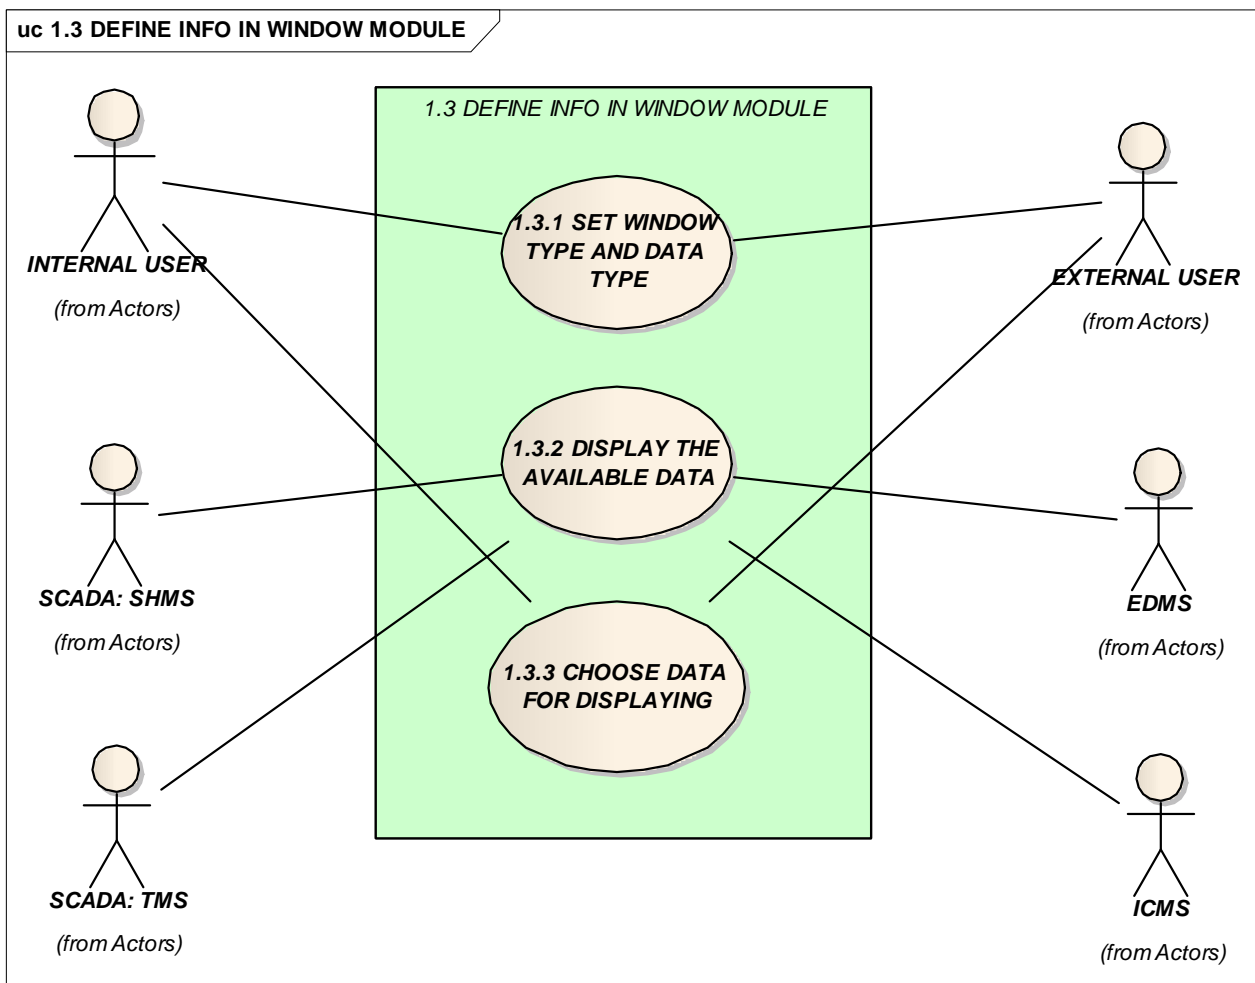 uc 1.3 DEFINE INFO IN WINDOW MODULE
1.3 DEFINE INFO IN WINDOW MODULE
INTERNAL USER
(from Actors)
1.3.1 SET WINDOW
TYPE AND DATA
TYPE
EXTERNAL USER
(from Actors)
SCADA: SHMS
(from Actors)
1.3.2 DISPLAY THE
AVAILABLE DATA
EDMS
(from Actors)
1.3.3 CHOOSE DATA
FOR DISPLAYING
SCADA: TMS
(from Actors)
ICMS
(from Actors)